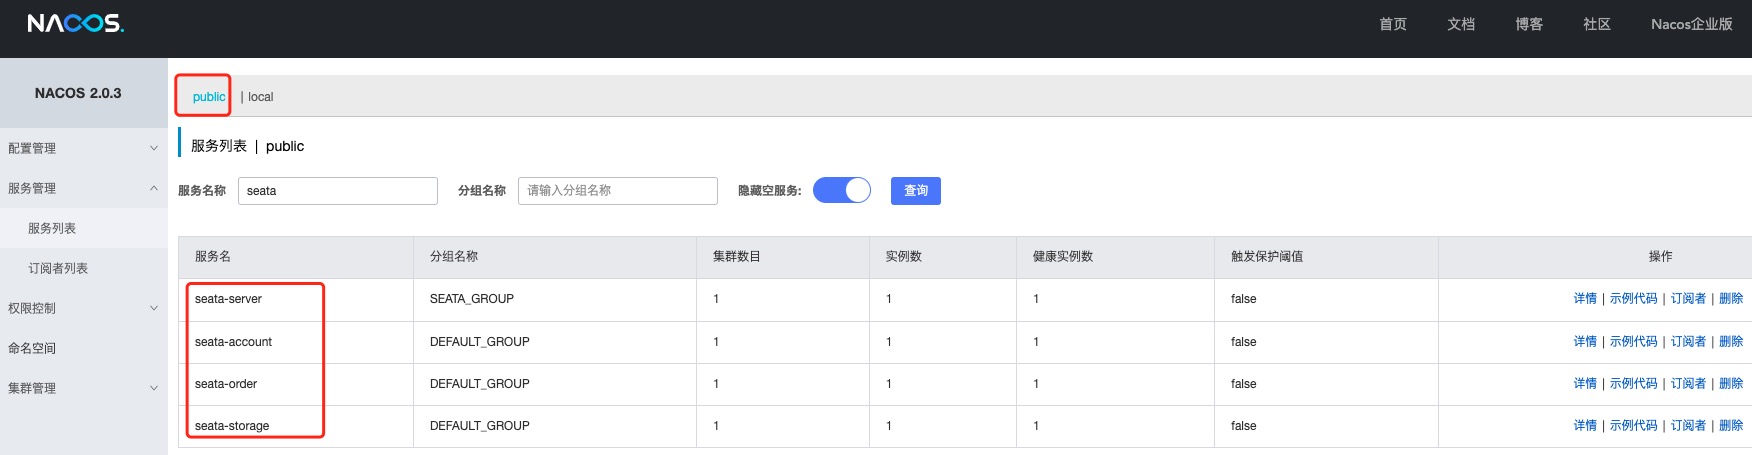 NACOS. 首页 文档 博客 社区 Nacos企业版
NACOS 2.0.3
配置管理
服务管理
服务列表
订阅者列表
权限控制
命名空间
集群管理
public | local
服务列表 | public
服务名称 seata 分组名称 请输入分组名称 隐藏空服务: 查询
服务名 分组名称 集群数目 实例数 健康实例数 触发保护阈值 操作
seata-server SEATA_GROUP 1 1 1 false 详情 | 示例代码 | 订阅者 | 删除
seata-account DEFAULT_GROUP 1 1 1 false 详情 | 示例代码 | 订阅者 | 删除
seata-order DEFAULT_GROUP 1 1 1 false 详情 | 示例代码 | 订阅者 | 删除
seata-storage DEFAULT_GROUP 1 1 1 false 详情 | 示例代码 | 订阅者 | 删除